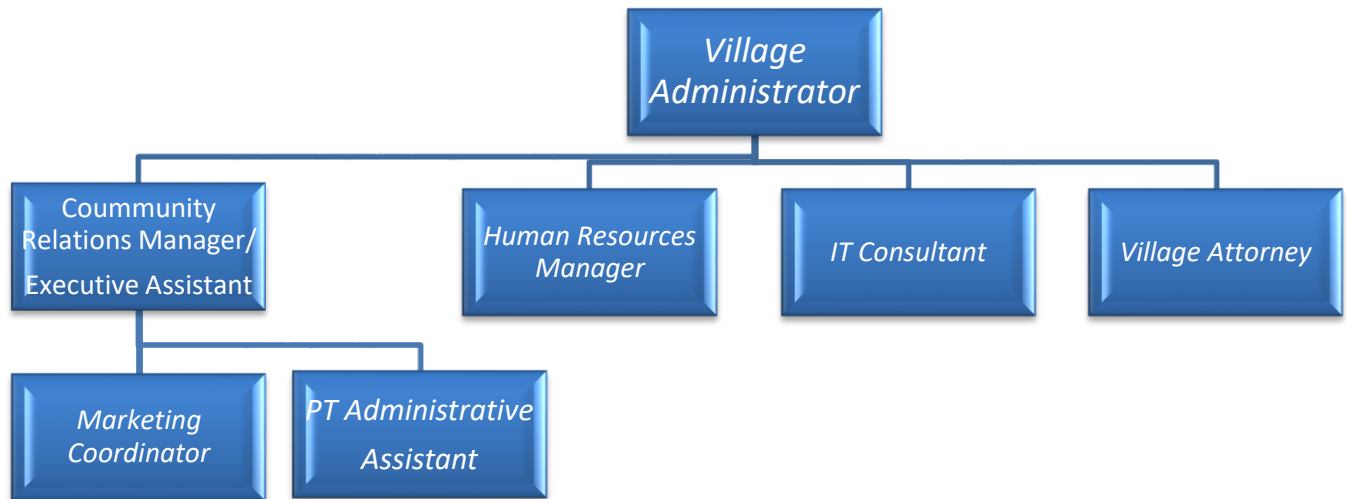 Village
Administrator
Coummunity
Relations Manager/
Executive Assistant
Human Resources
Manager
IT Consultant
Village Attorney
Marketing
Coordinator
PT Administrative
Assistant